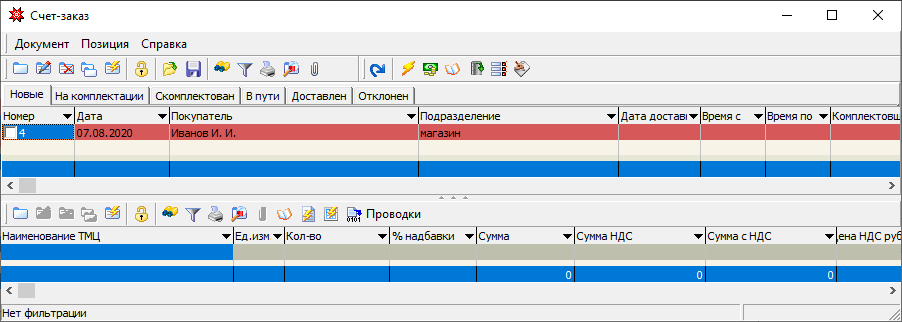 Счет-заказ
Документ Позиция Справка
Новые На комплектации Скомплектован В пути Доставлен Отклонен
Номер Дата Покупатель Подразделение Дата достав Время с Время по Комплектовщ
4 07.08.2020 Иванов И. И. магазин
0101 Проводки
Наименование ТМЦ Ед.изм Кол-во % надбавки Сумма Сумма НДС Сумма с НДС ена НДС руб
0 0 0
Нет фильтрации